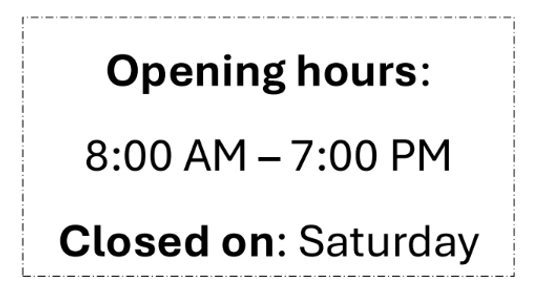 Opening hours:
8:00 AM – 7:00 PM
Closed on: Saturday